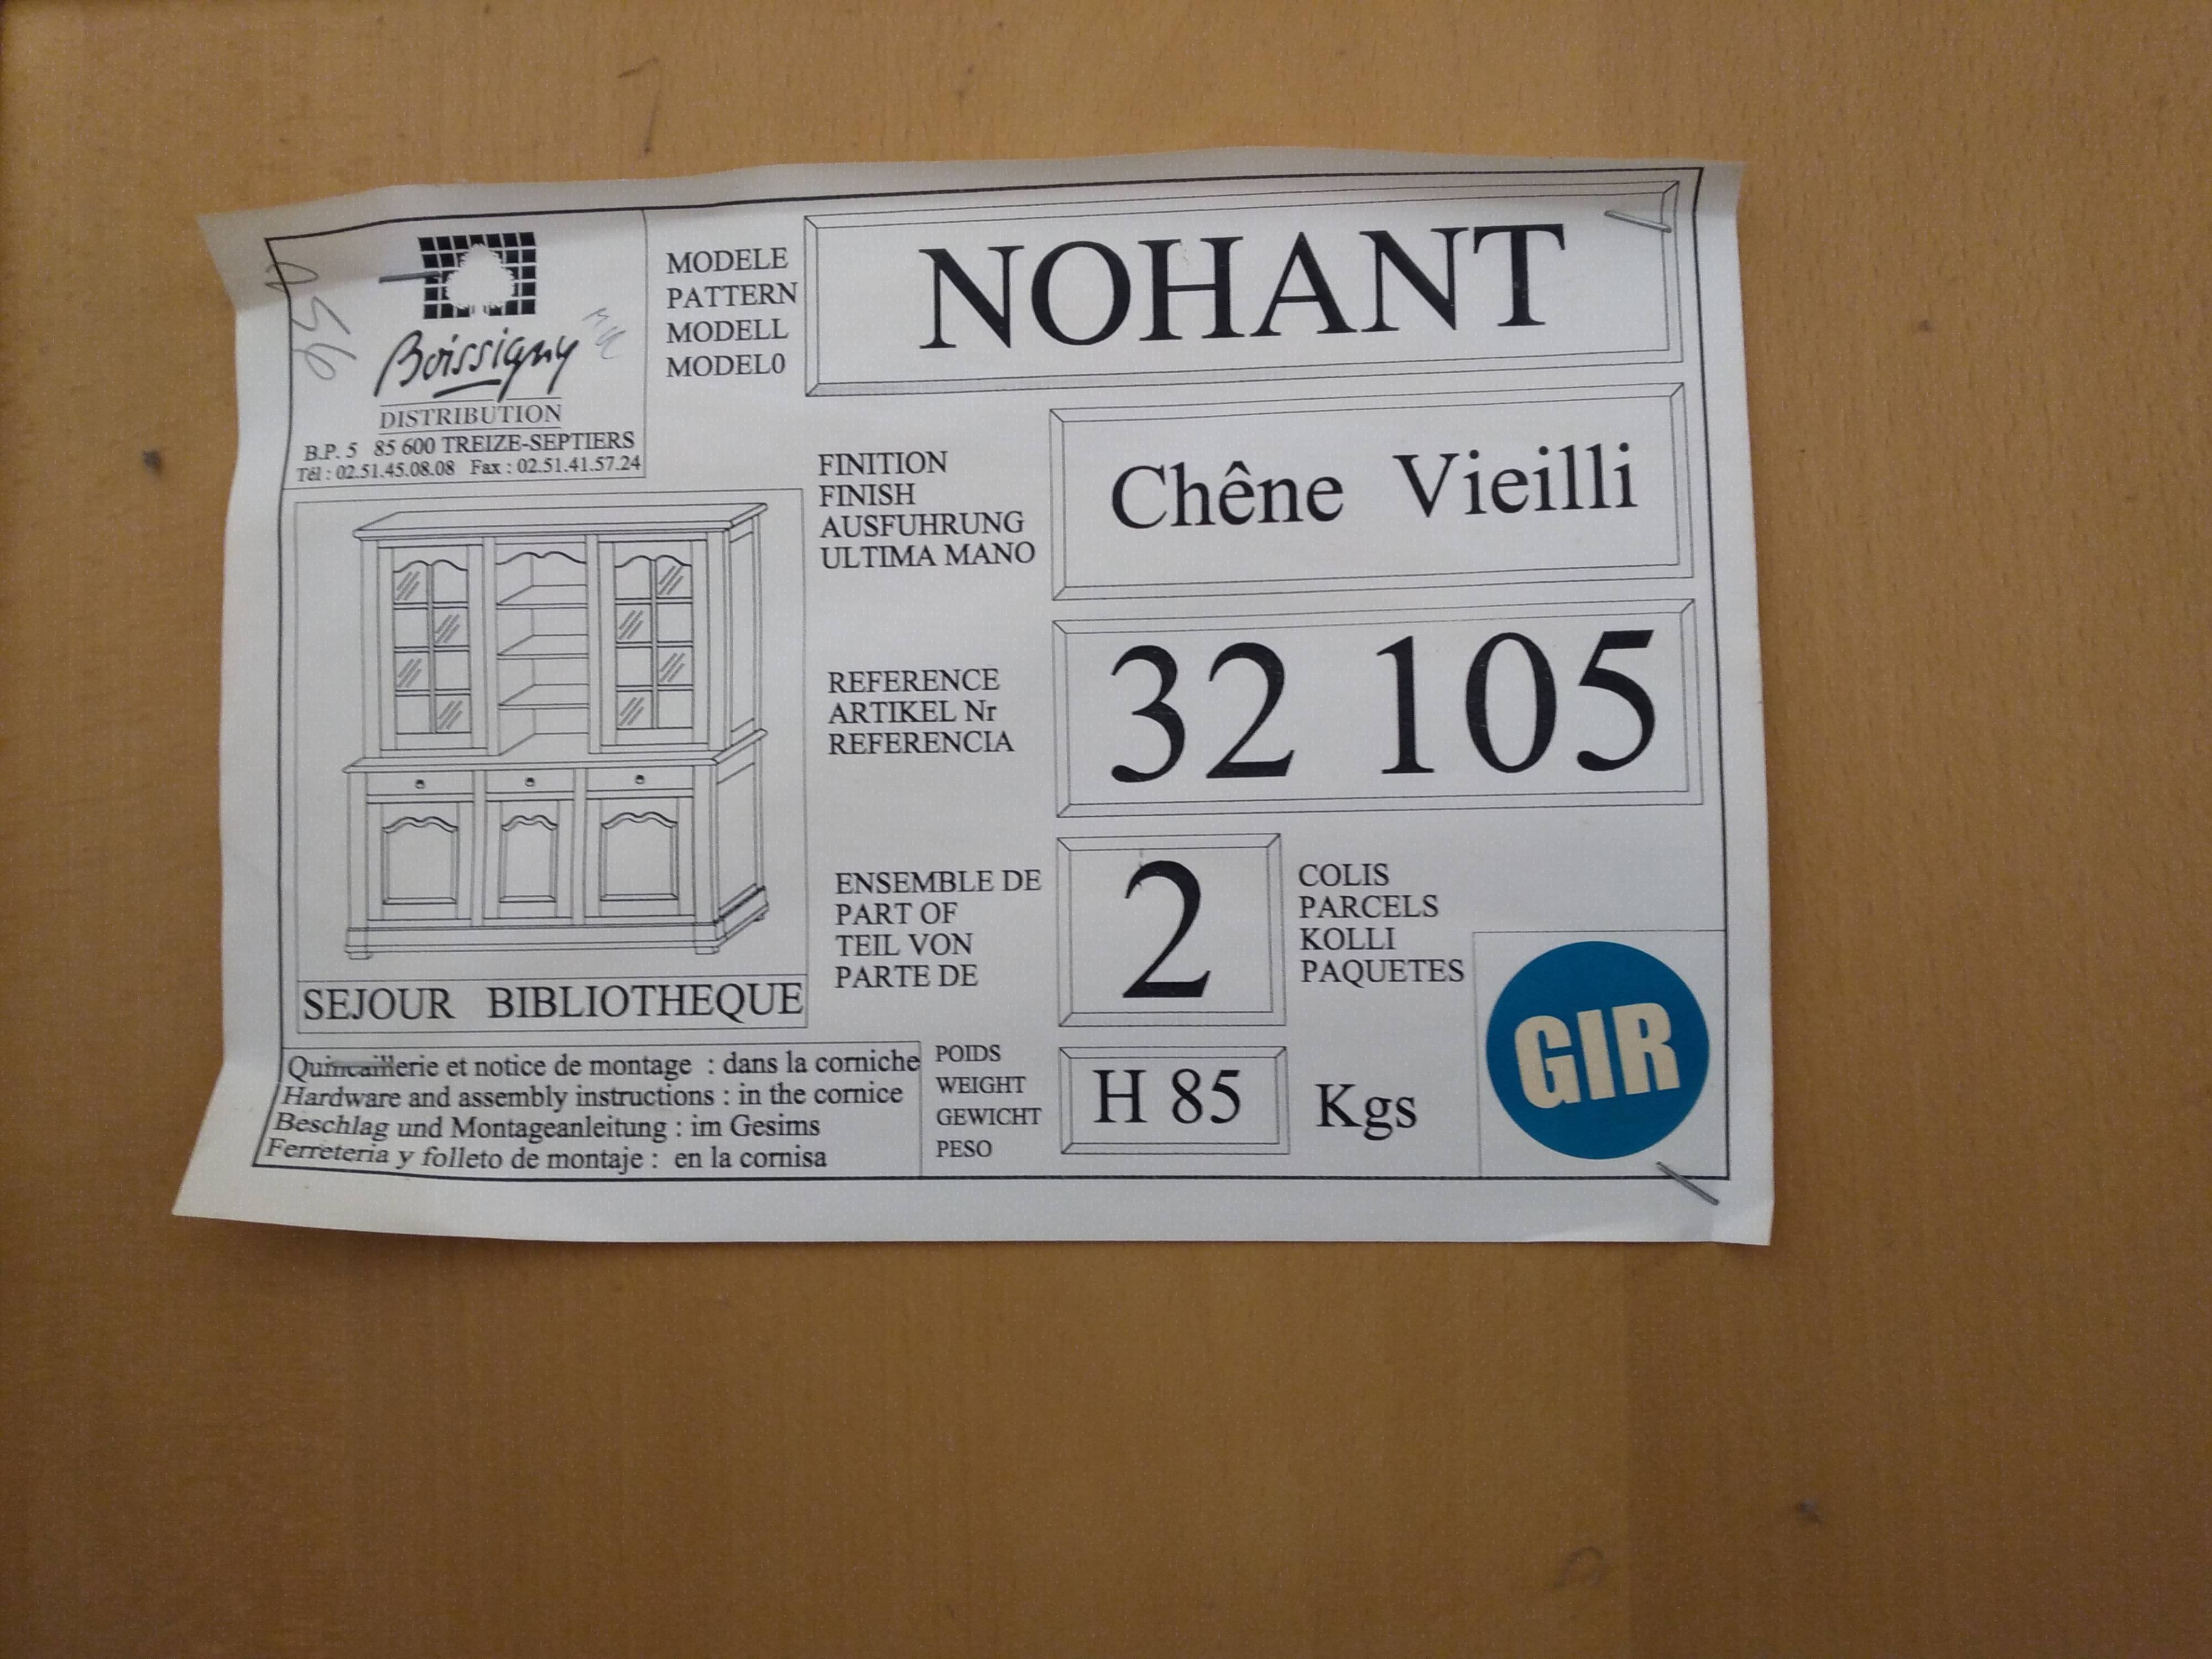 Boissigny
DISTRIBUTION
B.P. 5 85 600 TREIZE-SEPTIERS
Tél : 02.51.45.08.08 Fax : 02.51.41.57.24
56
MODELE
PATTERN
MODELL
MODEL0
NOHANT
FINITION
FINISH
AUSFUHRUNG
ULTIMA MANO
Chêne Vieilli
REFERENCE
ARTIKEL Nr
REFERENCIA
32 105
ENSEMBLE DE
PART OF
TEIL VON
PARTE DE
2
COLIS
PARCELS
KOLLI
PAQUETES
SEJOUR BIBLIOTHEQUE
Quincaillerie et notice de montage : dans la corniche
Hardware and assembly instructions : in the cornice
Beschlag und Montageanleitung : im Gesims
Ferreteria y folleto de montaje : en la cornisa
POIDS
WEIGHT
GEWICHT
PESO
H 85
Kgs
GIR